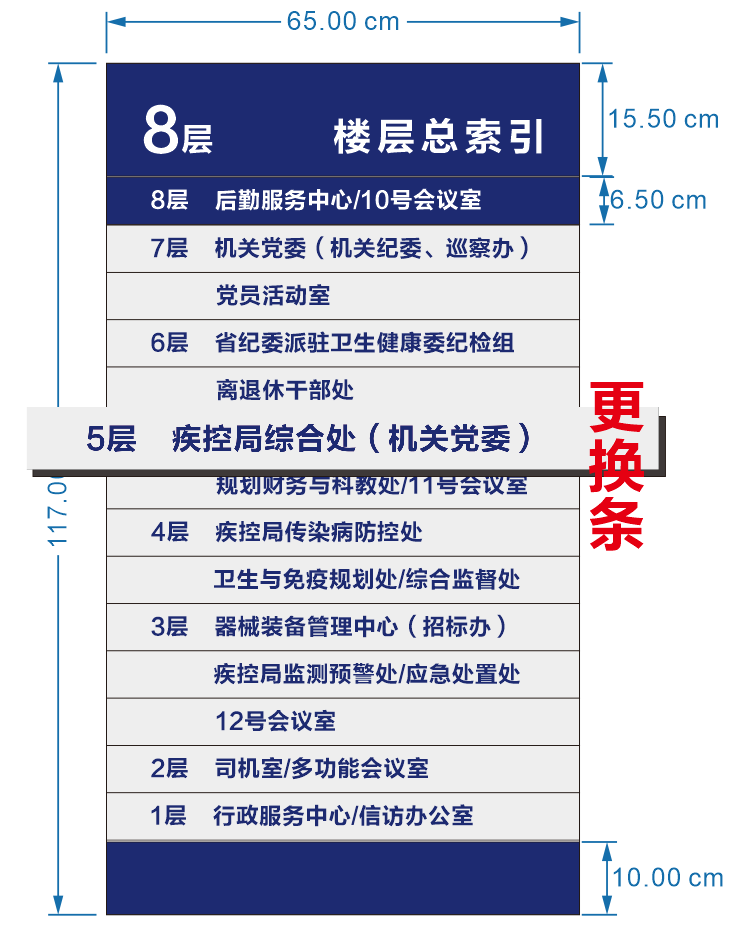 65.00 cm
8层 楼层总索引
15.50 cm
8层 后勤服务中心/10号会议室
6.50 cm
7层 机关党委（机关纪委、巡察办）
党员活动室
6层 省纪委派驻卫生健康委纪检组
离退休干部处
5层 疾控局综合处（机关党委）
更换条
规划财务与科教处/11号会议室
117.00
4层 疾控局传染病防控处
卫生与免疫规划处/综合监督处
3层 器械装备管理中心（招标办）
疾控局监测预警处/应急处置处
12号会议室
2层 司机室/多功能会议室
1层 行政服务中心/信访办公室
10.00 cm